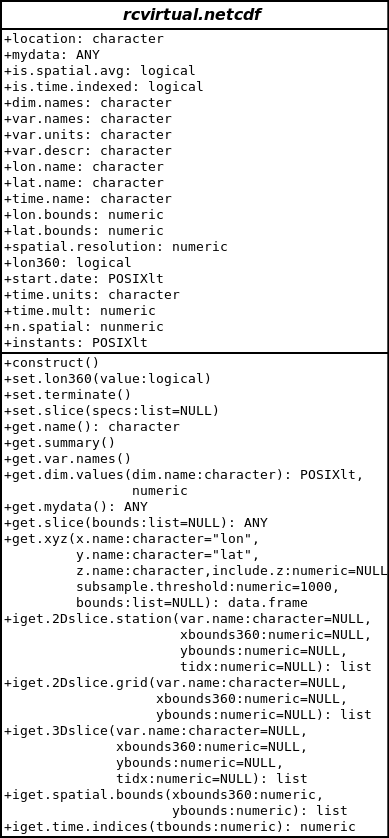 rcvirtual.netcdf
+location: character
+mydata: ANY
+is.spatial.avg: logical
+is.time.indexed: logical
+dim.names: character
+var.names: character
+var.units: character
+var.descr: character
+lon.name: character
+lat.name: character
+time.name: character
+lon.bounds: numeric
+lat.bounds: numeric
+spatial.resolution: numeric
+lon360: logical
+start.date: POSIXlt
+time.units: character
+time.mult: numeric
+n.spatial: nunmeric
+instants: POSIXlt
+construct()
+set.lon360(value:logical)
+set.terminate()
+set.slice(specs:list=NULL)
+get.name(): character
+get.summary()
+get.var.names()
+get.dim.values(dim.name:character): POSIXlt,
numeric
+get.mydata(): ANY
+get.slice(bounds:list=NULL): ANY
+get.xyz(x.name:character="lon",
y.name:character="lat",
z.name:character,include.z:numeric=NULL
subsample.threshold:numeric=1000,
bounds:list=NULL): data.frame
+iget.2Dslice.station(var.name:character=NULL,
xbounds360:numeric=NULL,
ybounds:numeric=NULL,
tidx:numeric=NULL): list
+iget.2Dslice.grid(var.name:character=NULL,
xbounds360:numeric=NULL,
ybounds:numeric=NULL): list
+iget.3Dslice(var.name:character=NULL,
xbounds360:numeric=NULL,
ybounds:numeric=NULL,
tidx:numeric=NULL): list
+iget.spatial.bounds(xbounds360:numeric,
ybounds:numeric): list
+iget.time.indices(tbounds:numeric): numeric